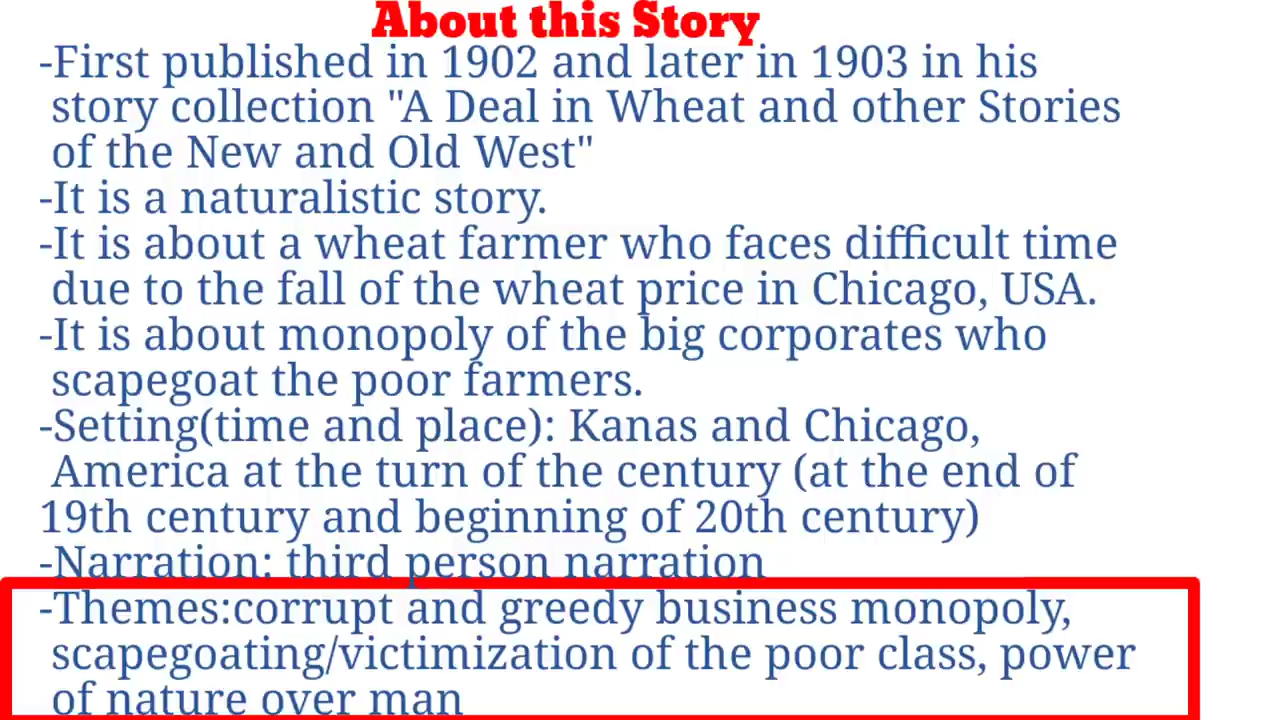 About this Story
-First published in 1902 and later in 1903 in his
story collection "A Deal in Wheat and other Stories
of the New and Old West"
-It is a naturalistic story.
-It is about a wheat farmer who faces difficult time
due to the fall of the wheat price in Chicago, USA.
-It is about monopoly of the big corporates who
scapegoat the poor farmers.
-Setting(time and place): Kanas and Chicago,
America at the turn of the century (at the end of
19th century and beginning of 20th century)
-Narration: third person narration
-Themes:corrupt and greedy business monopoly,
scapegoating/victimization of the poor class, power
of nature over man